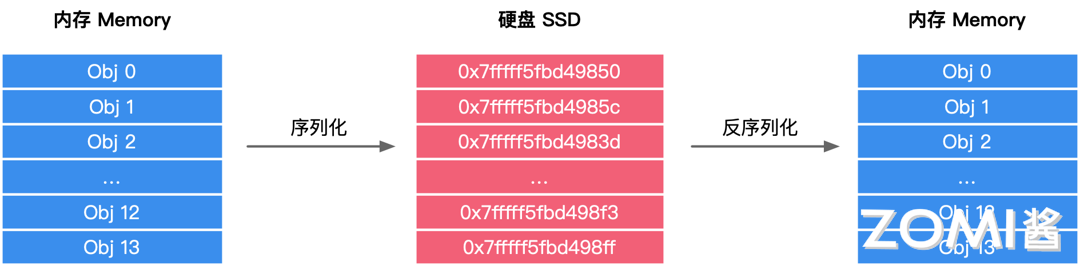 内存 Memory
硬盘 SSD
内存 Memory
Obj 0
0x7fffff5fbd49850
Obj 0
Obj 1
序列化
0x7fffff5fbd4985c
反序列化
Obj 1
Obj 2
0x7fffff5fbd4983d
Obj 2
...
...
...
Obj 12
0x7fffff5fbd498f3
Obj 12
Obj 13
0x7fffff5fbd498ff
Obj 13
ZOMI酱